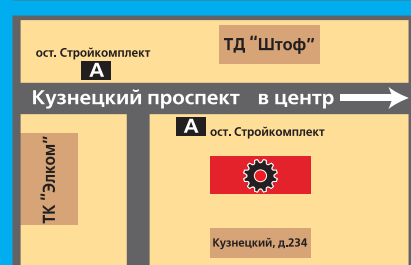 ТД “Штоф”
ост. Стройкомплект
А
Кузнецкий проспект в центр
А ост. Стройкомплект
ТК “Элком”
Кузнецкий, д.234